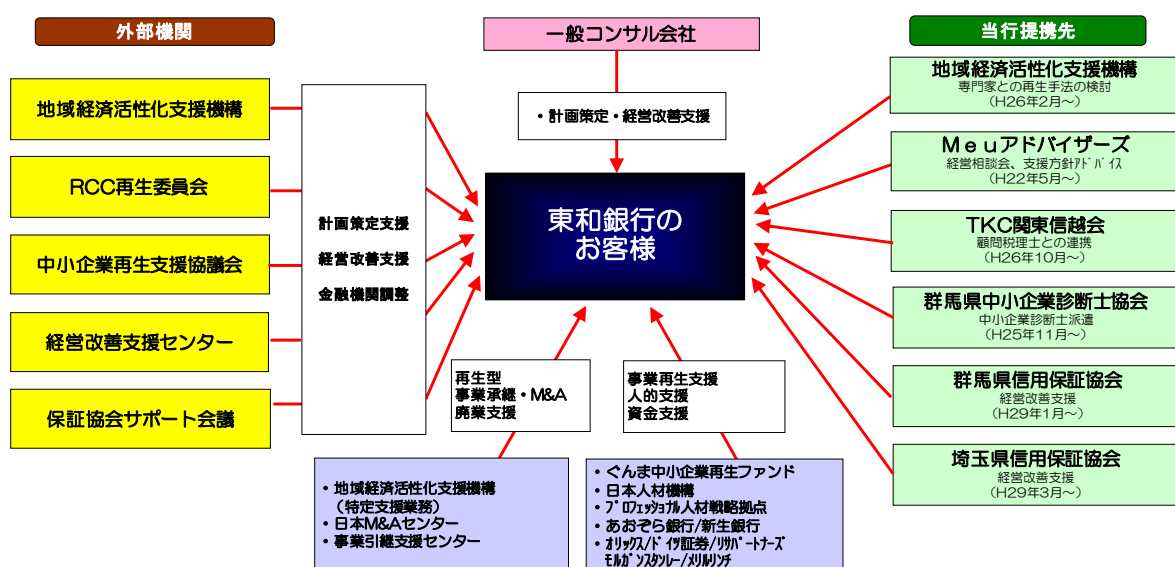 外部機関
一般コンサル会社
当行提携先
地域経済活性化支援機構
RCC再生委員会
中小企業再生支援協議会
経営改善支援センター
保証協会サポート会議
計画策定支援
経営改善支援
金融機関調整
・計画策定・経営改善支援
東和銀行の
お客様
再生型
事業承継・M&A
廃業支援
事業再生支援
人的支援
資金支援
・地域経済活性化支援機構
（特定支援業務）
・日本M&Aセンター
・事業引継支援センター
・ぐんま中小企業再生ファンド
・日本人材機構
・ﾌﾟﾛﾌｪｯｼｮﾅﾙ人材戦略拠点
・あおぞら銀行/新生銀行
・ｵﾘｯｸｽ/ﾄﾞｲﾂ証券/ﾘｻﾊﾟｰﾄﾅｰｽﾞ
ﾓﾙｶﾞﾝｽﾀﾝﾚｰ/ﾒﾘﾙﾘﾝﾁ
地域経済活性化支援機構
専門家との再生手法の検討
（H26年2月～）
Ｍｅｕアドバイザーズ
経営相談会、支援方針ｱﾄﾞﾊﾞｲｽ
（H22年5月～）
TKC関東信越会
顧問税理士との連携
（H26年10月～）
群馬県中小企業診断士協会
中小企業診断士派遣
（H25年11月～）
群馬県信用保証協会
経営改善支援
（H29年1月～）
埼玉県信用保証協会
経営改善支援
（H29年3月～）